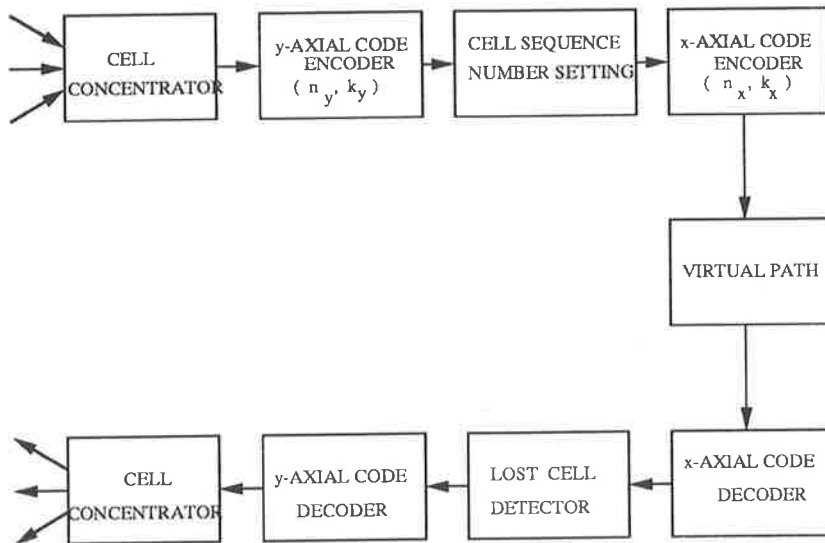 CELL
CONCENTRATOR
y-AXIAL CODE
ENCODER
( n y, k y )
CELL SEQUENCE
NUMBER SETTING
x-AXIAL CODE
ENCODER
( n x, k x )
VIRTUAL PATH
x-AXIAL CODE
DECODER
LOST CELL
DETECTOR
y-AXIAL CODE
DECODER
CELL
CONCENTRATOR